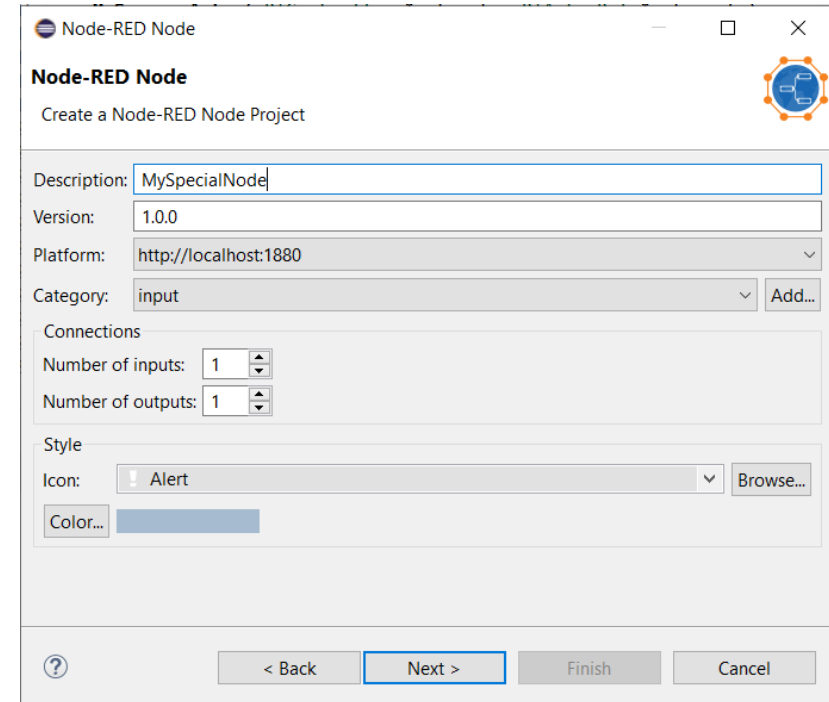 Node-RED Node
Node-RED Node
Create a Node-RED Node Project
Description: MySpecialNode
Version: 1.0.0
Platform: http://localhost:1880
Category: input Add...
Connections
Number of inputs: 1
Number of outputs: 1
Style
Icon: Alert Browse...
Color...
< Back Next > Finish Cancel